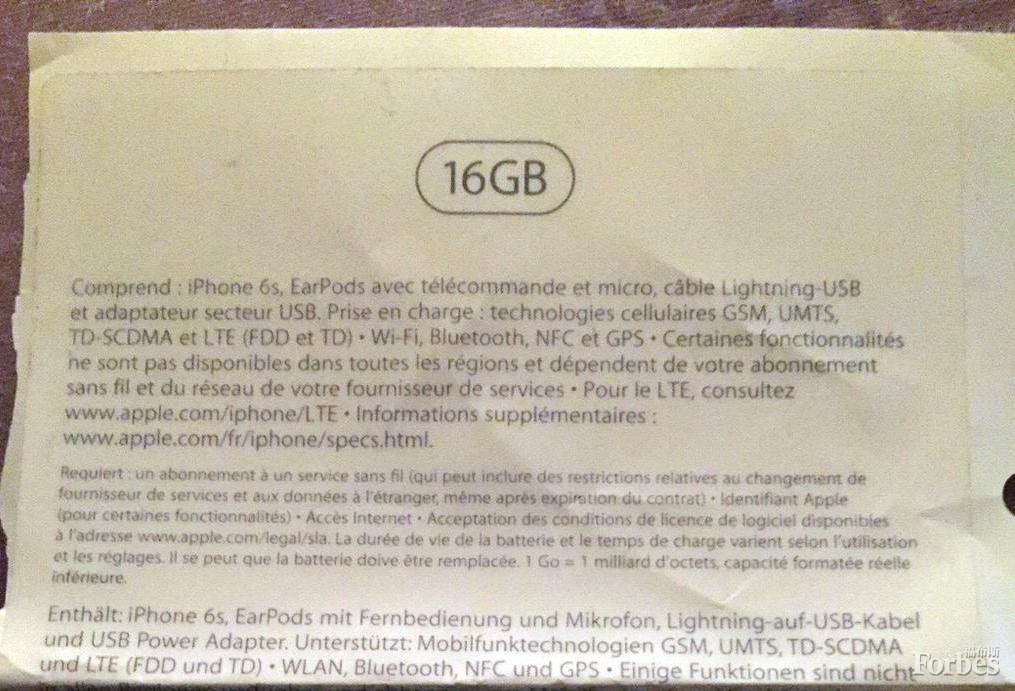 16GB
Comprend : iPhone 6s, EarPods avec télécommande et micro, câble Lightning-USB
et adaptateur secteur USB. Prise en charge : technologies cellulaires GSM, UMTS,
TD-SCDMA et LTE (FDD et TD) • Wi-Fi, Bluetooth, NFC et GPS • Certaines fonctionnalités
ne sont pas disponibles dans toutes les régions et dépendent de votre abonnement
sans fil et du réseau de votre fournisseur de services • Pour le LTE, consultez
www.apple.com/iphone/LTE • Informations supplémentaires :
www.apple.com/fr/iphone/specs.html.
Requiert : un abonnement à un service sans fil (qui peut inclure des restrictions relatives au changement de
fournisseur de services et aux données à l'étranger, même après expiration du contrat) • Identifiant Apple
(pour certaines fonctionnalités) • Accès Internet • Acceptation des conditions de licence de logiciel disponibles
à l'adresse www.apple.com/legal/sla. La durée de vie de la batterie et le temps de charge varient selon l'utilisation
et les réglages. Il se peut que la batterie doive être remplacée. 1 Go = 1 milliard d'octets, capacité formatée réelle
inférieure.
Enthält: iPhone 6s, EarPods mit Fernbedienung und Mikrofon, Lightning-auf-USB-Kabel
und USB Power Adapter. Unterstützt: Mobilfunktechnologien GSM, UMTS, TD-SCDMA
und LTE (FDD und TD) • WLAN, Bluetooth, NFC und GPS • Einige Funktionen sind nicht
福布斯
Forbes